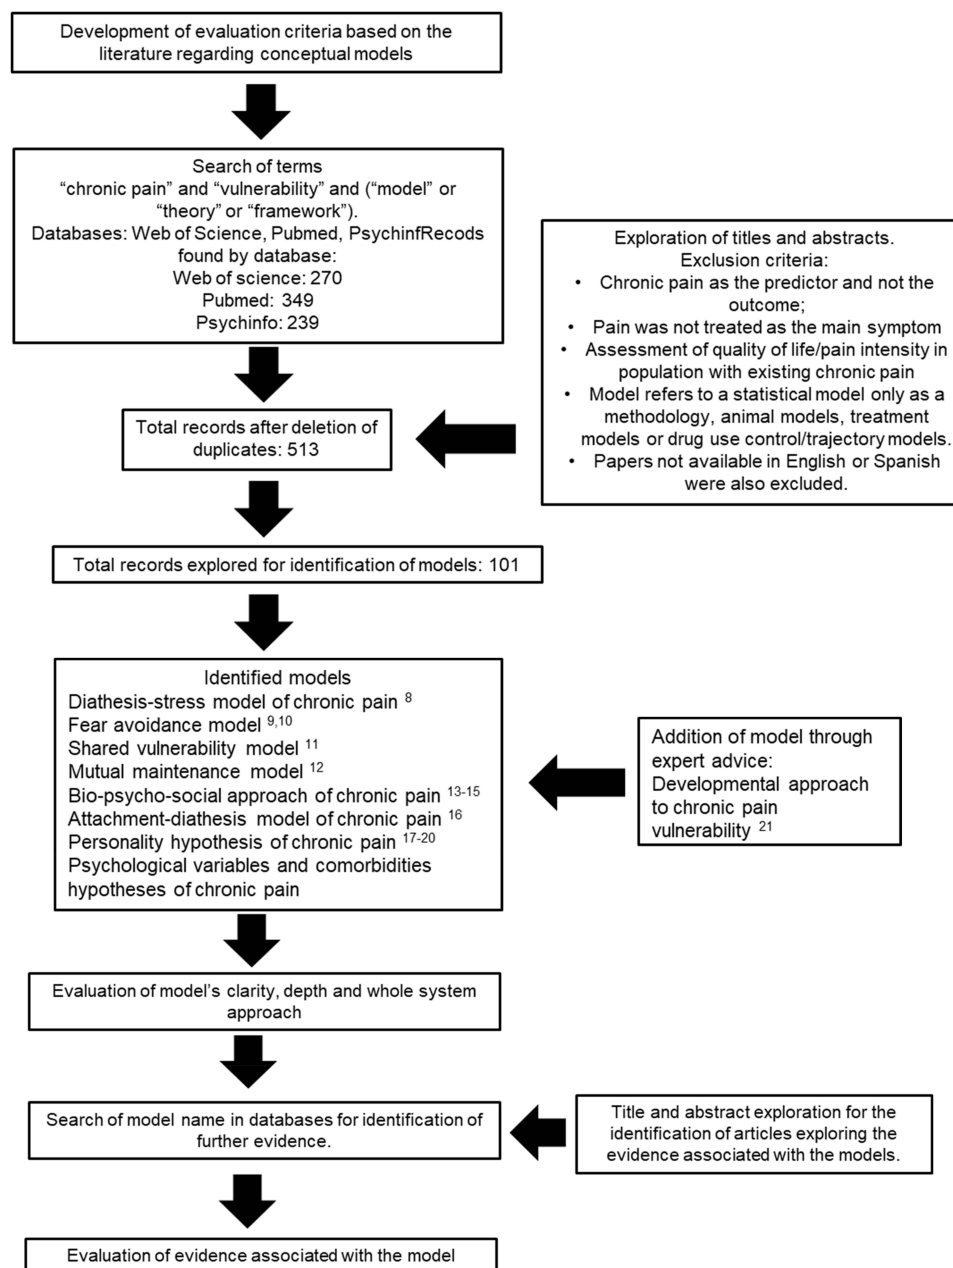 Development of evaluation criteria based on the
literature regarding conceptual models
Search of terms
“chronic pain” and “vulnerability” and (“model” or
“theory” or “framework”).
Databases: Web of Science, Pubmed, PsychinfRecods
found by database:
Web of science: 270
Pubmed: 349
Psychinfo: 239
Exploration of titles and abstracts.
Exclusion criteria:
• Chronic pain as the predictor and not the
outcome;
• Pain was not treated as the main symptom
• Assessment of quality of life/pain intensity in
population with existing chronic pain
• Model refers to a statistical model only as a
methodology, animal models, treatment
models or drug use control/trajectory models.
• Papers not available in English or Spanish
were also excluded.
Total records after deletion of
duplicates: 513
Total records explored for identification of models: 101
Identified models
Diathesis-stress model of chronic pain 8
Fear avoidance model 9,10
Shared vulnerability model 11
Mutual maintenance model 12
Bio-psycho-social approach of chronic pain 13-15
Attachment-diathesis model of chronic pain 16
Personality hypothesis of chronic pain 17-20
Psychological variables and comorbidities
hypotheses of chronic pain
Addition of model through
expert advice:
Developmental approach
to chronic pain
vulnerability 21
Evaluation of model’s clarity, depth and whole system
approach
Search of model name in databases for identification of
further evidence.
Title and abstract exploration for the
identification of articles exploring the
evidence associated with the models.
Evaluation of evidence associated with the model